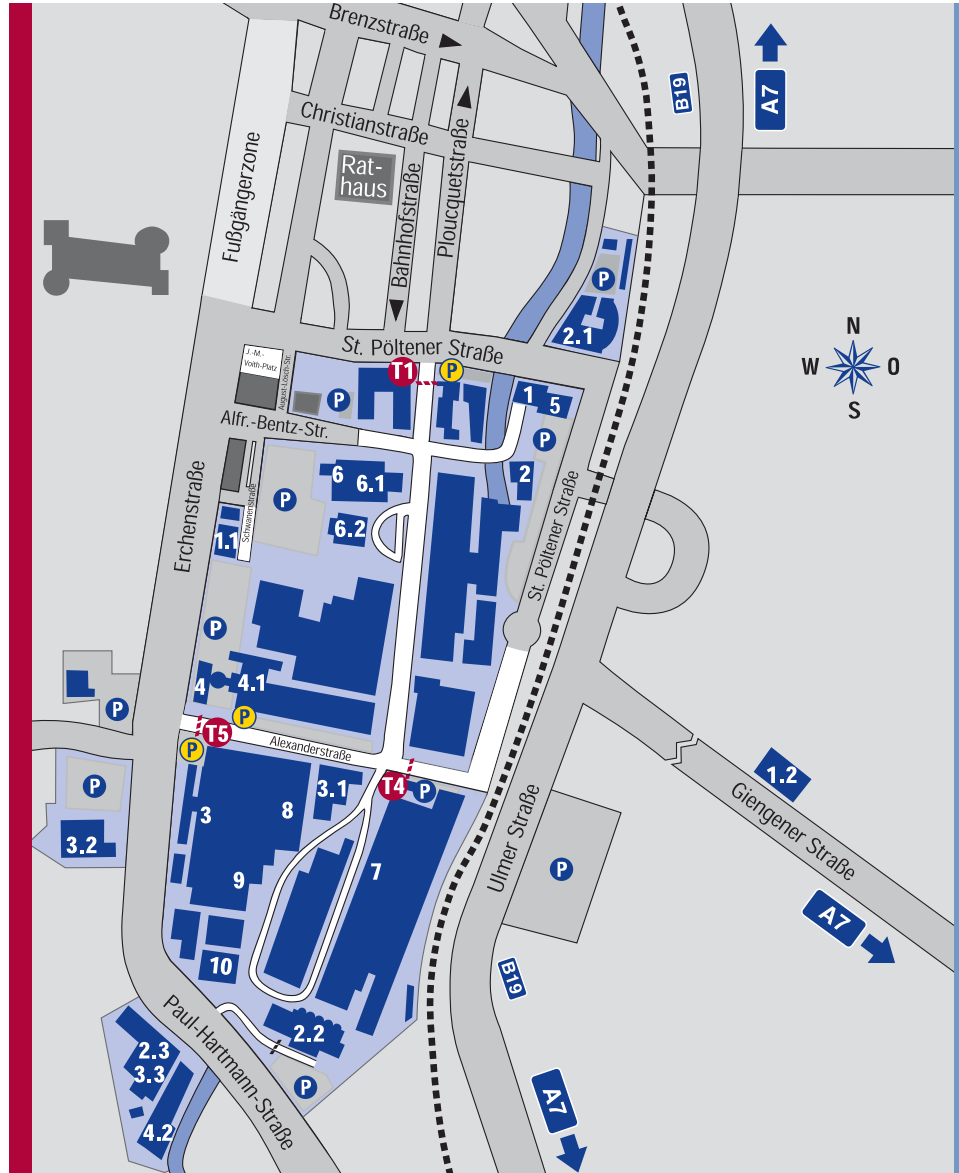 Brenzstraße
B19
A7
Christianstraße
Fußgängerzone
Rat-
haus
Bahnhofstraße
Ploucquetstraße
P
2.1
N
W
O
S
St. Pöltener Straße
J.-M.-
Voith-Platz
August-Lösch-Str.
T1
P
P
1
5
Alfr.-Bentz-Str.
P
Erchenstraße
Schwanenstraße
6
6.1
2
P
6.2
1.1
St. Pöltener Straße
P
4
4.1
P
P
T5
P
Alexanderstraße
T4
P
1.2
Giengener Straße
P
3.1
3
8
3.2
Ulmer Straße
P
7
9
A7
10
B19
Paul-Hartmann-Straße
2.2
2.3
3.3
P
4.2
A7